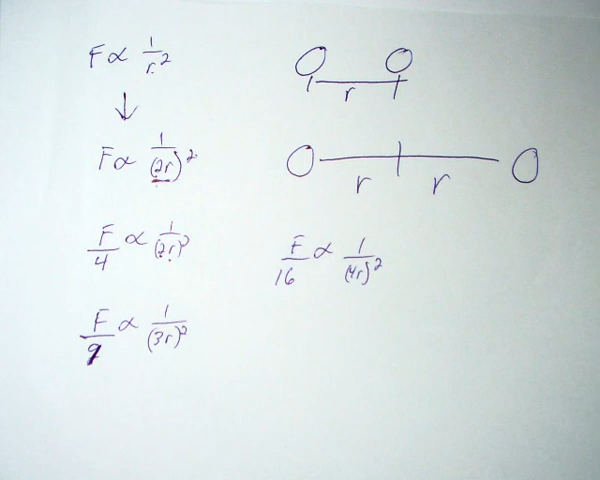 F ∝ 1/r²
r
↓
F ∝ 1/(2r)²
r r
F/4 ∝ 1/(2r)²
F/16 ∝ 1/(4r)²
F/9 ∝ 1/(3r)²